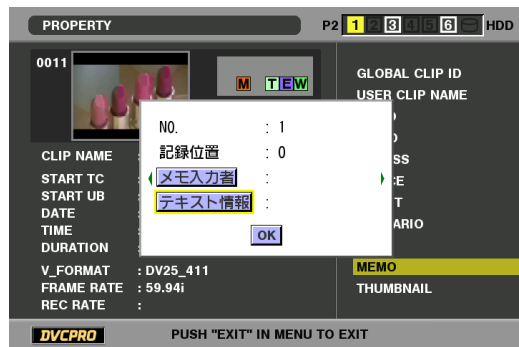 PROPERTY
P2 1 2 3 4 5 6 HDD
0011
M T E W
GLOBAL CLIP ID
USER CLIP NAME
NO. : 1
記録位置 : 0
メモ入力者 :
テキスト情報 :
OK
CLIP NAME
START TC
START UB
DATE
TIME
DURATION
V_FORMAT : DV25_411
FRAME RATE : 59.94i
REC RATE :
MEMO
THUMBNAIL
DVCPRO
PUSH "EXIT" IN MENU TO EXIT